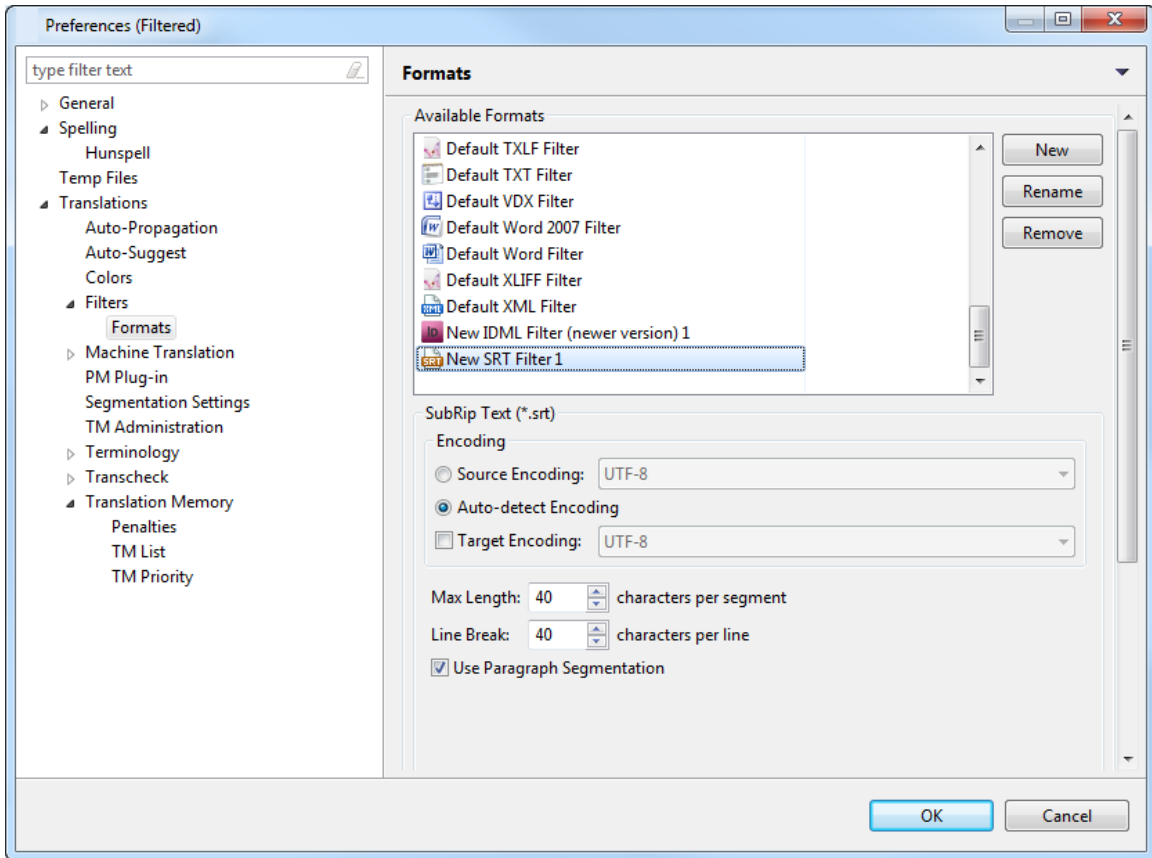 Preferences (Filtered)
type filter text
General
Spelling
Hunspell
Temp Files
Translations
Auto-Propagation
Auto-Suggest
Colors
Filters
Formats
Machine Translation
PM Plug-in
Segmentation Settings
TM Administration
Terminology
Transcheck
Translation Memory
Penalties
TM List
TM Priority
Formats
Available Formats
Default TXLF Filter
Default TXT Filter
Default VDX Filter
Default Word 2007 Filter
Default Word Filter
Default XLIFF Filter
XML Default XML Filter
ID New IDML Filter (newer version) 1
SRT New SRT Filter 1
New
Rename
Remove
SubRip Text (*.srt)
Encoding
Source Encoding: UTF-8
Auto-detect Encoding
Target Encoding: UTF-8
Max Length: 40 characters per segment
Line Break: 40 characters per line
Use Paragraph Segmentation
OK Cancel